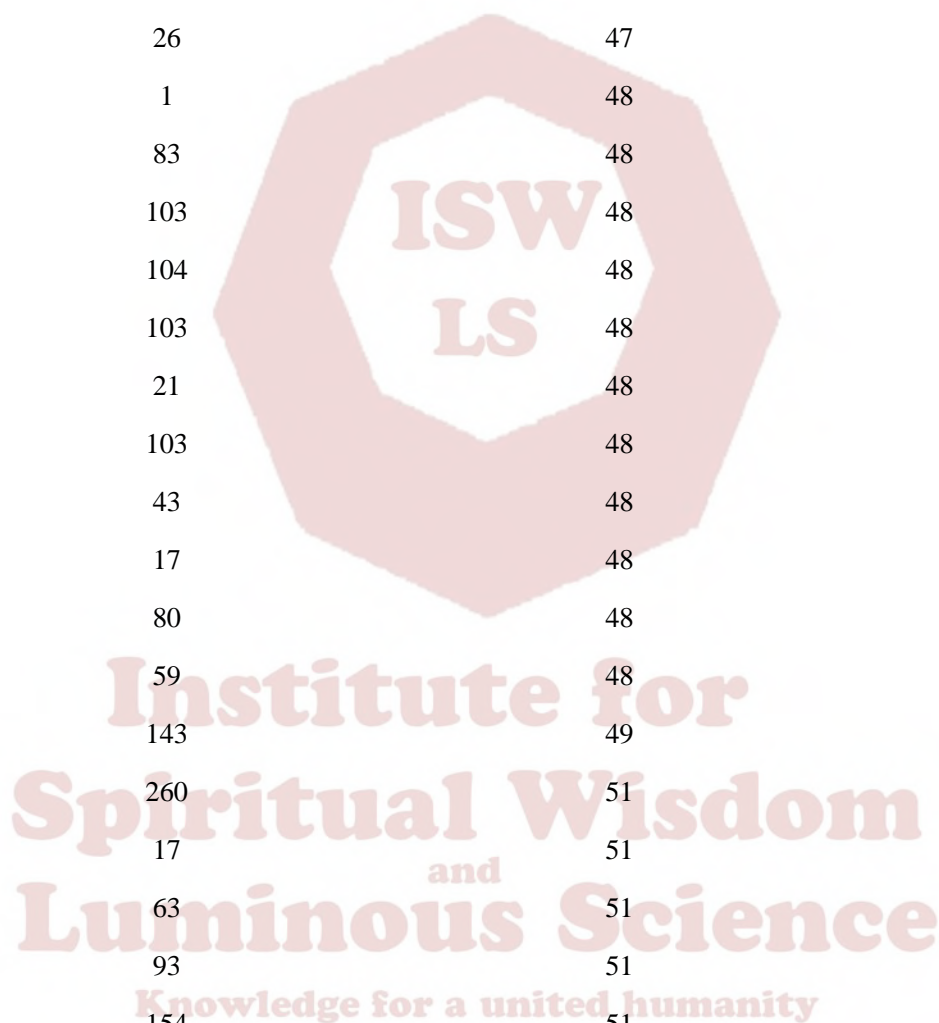 26 47
1 48
83 48
103 48
ISW
104 48
LS
103 48
21 48
103 48
43 48
17 48
80 48
59 48
Institute for
143 49
260 51
Spiritual Wisdom
17 51
and
63 51
Luminous Science
93 51
Knowledge for a united humanity
154 51